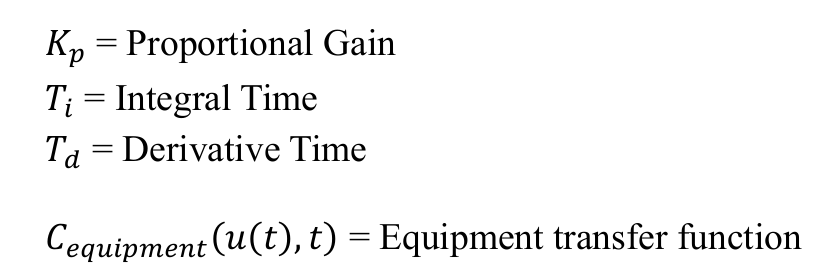 K_p = Proportional Gain
T_i = Integral Time
T_d = Derivative Time
C_equipment(u(t), t) = Equipment transfer function